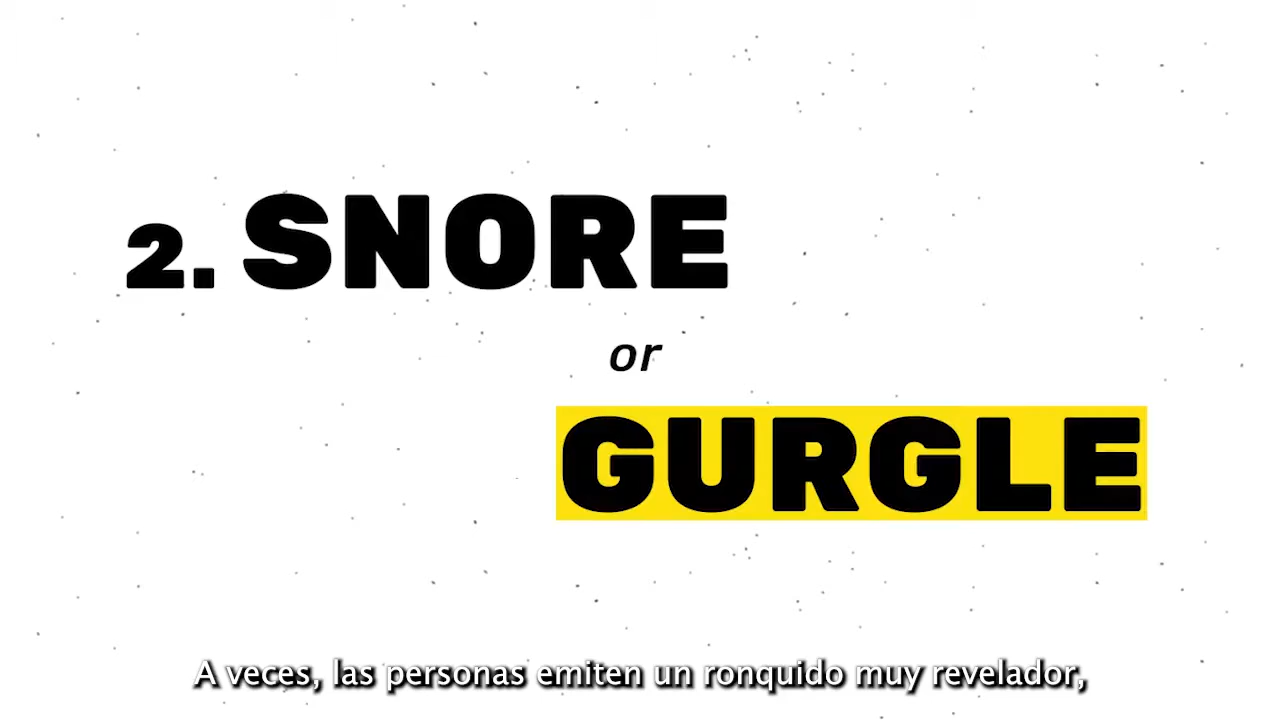 2. SNORE
or
GURGLE
A veces, las personas emiten un ronquido muy revelador,